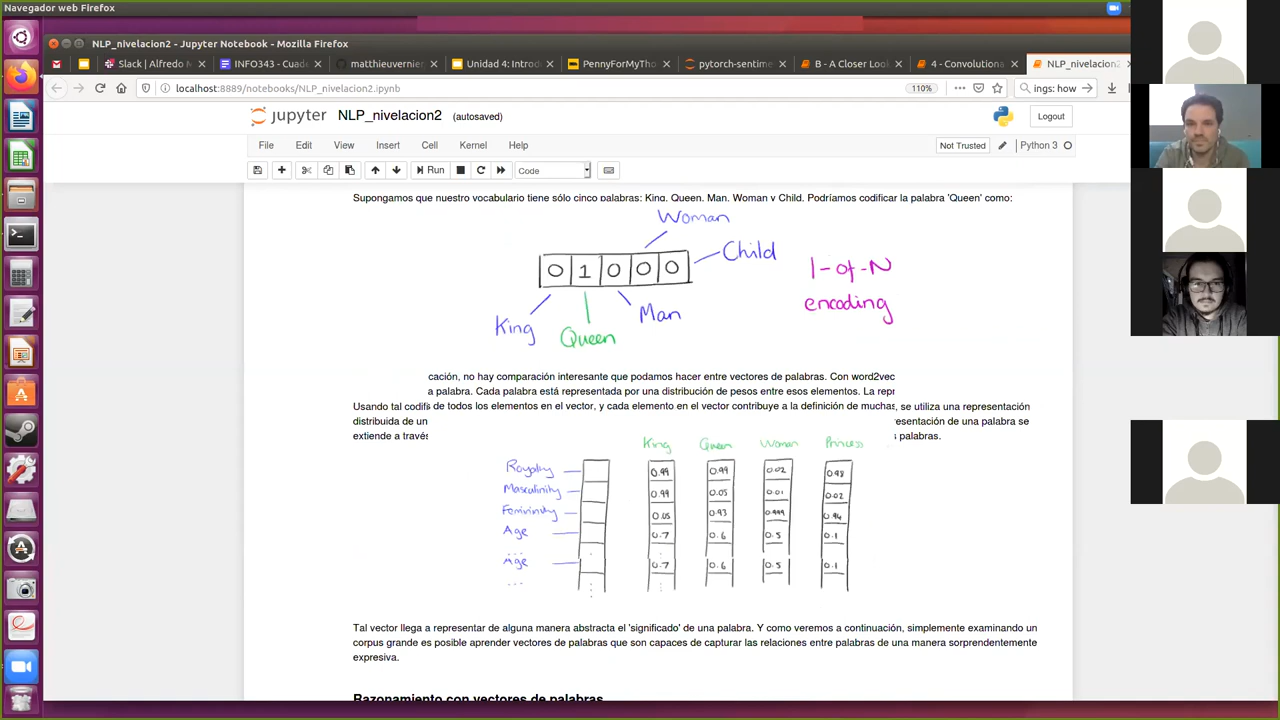 Navegador web Firefox
NLP_nivelacion2 - Jupyter Notebook - Mozilla Firefox
Slack | Alfredo M
INFO343 - Cuade
matthieuvernier
Unidad 4: Introd
PennyForMyTho
pytorch-sentime
B - A Closer Look
4 - Convolutiona
NLP_nivelacion2
localhost:8889/notebooks/NLP_nivelacion2.ipynb
110%
ings: how
jupyter
NLP_nivelacion2 (autosaved)
Logout
File Edit View Insert Cell Kernel Help
Not Trusted
Python 3
Run
Code
Supongamos que nuestro vocabulario tiene sólo cinco palabras: King, Queen, Man, Woman y Child. Podríamos codificar la palabra 'Queen' como:
Woman
Child
0 1 0 0 0
1-of-N
encoding
King
Queen
Man
cación, no hay comparación interesante que podamos hacer entre vectores de palabras. Con word2vec
a palabra. Cada palabra está representada por una distribución de pesos entre esos elementos. La repr
Usando tal codifi de todos los elementos en el vector, y cada elemento en el vector contribuye a la definición de muchas , se utiliza una representación
distribuida de un resentación de una palabra se
extiende a través s palabras.
King Queen Woman Princess
Royalty 0.99 0.99 0.02 0.98
Masculinity 0.99 0.05 0.01 0.02
Femininity 0.05 0.93 0.999 0.94
Age 0.7 0.6 0.5 0.1
...
Age 0.7 0.6 0.5 0.1
...
Tal vector llega a representar de alguna manera abstracta el 'significado' de una palabra. Y como veremos a continuación, simplemente examinando un
corpus grande es posible aprender vectores de palabras que son capaces de capturar las relaciones entre palabras de una manera sorprendentemente
expresiva.
Razonamiento con vectores de palabras